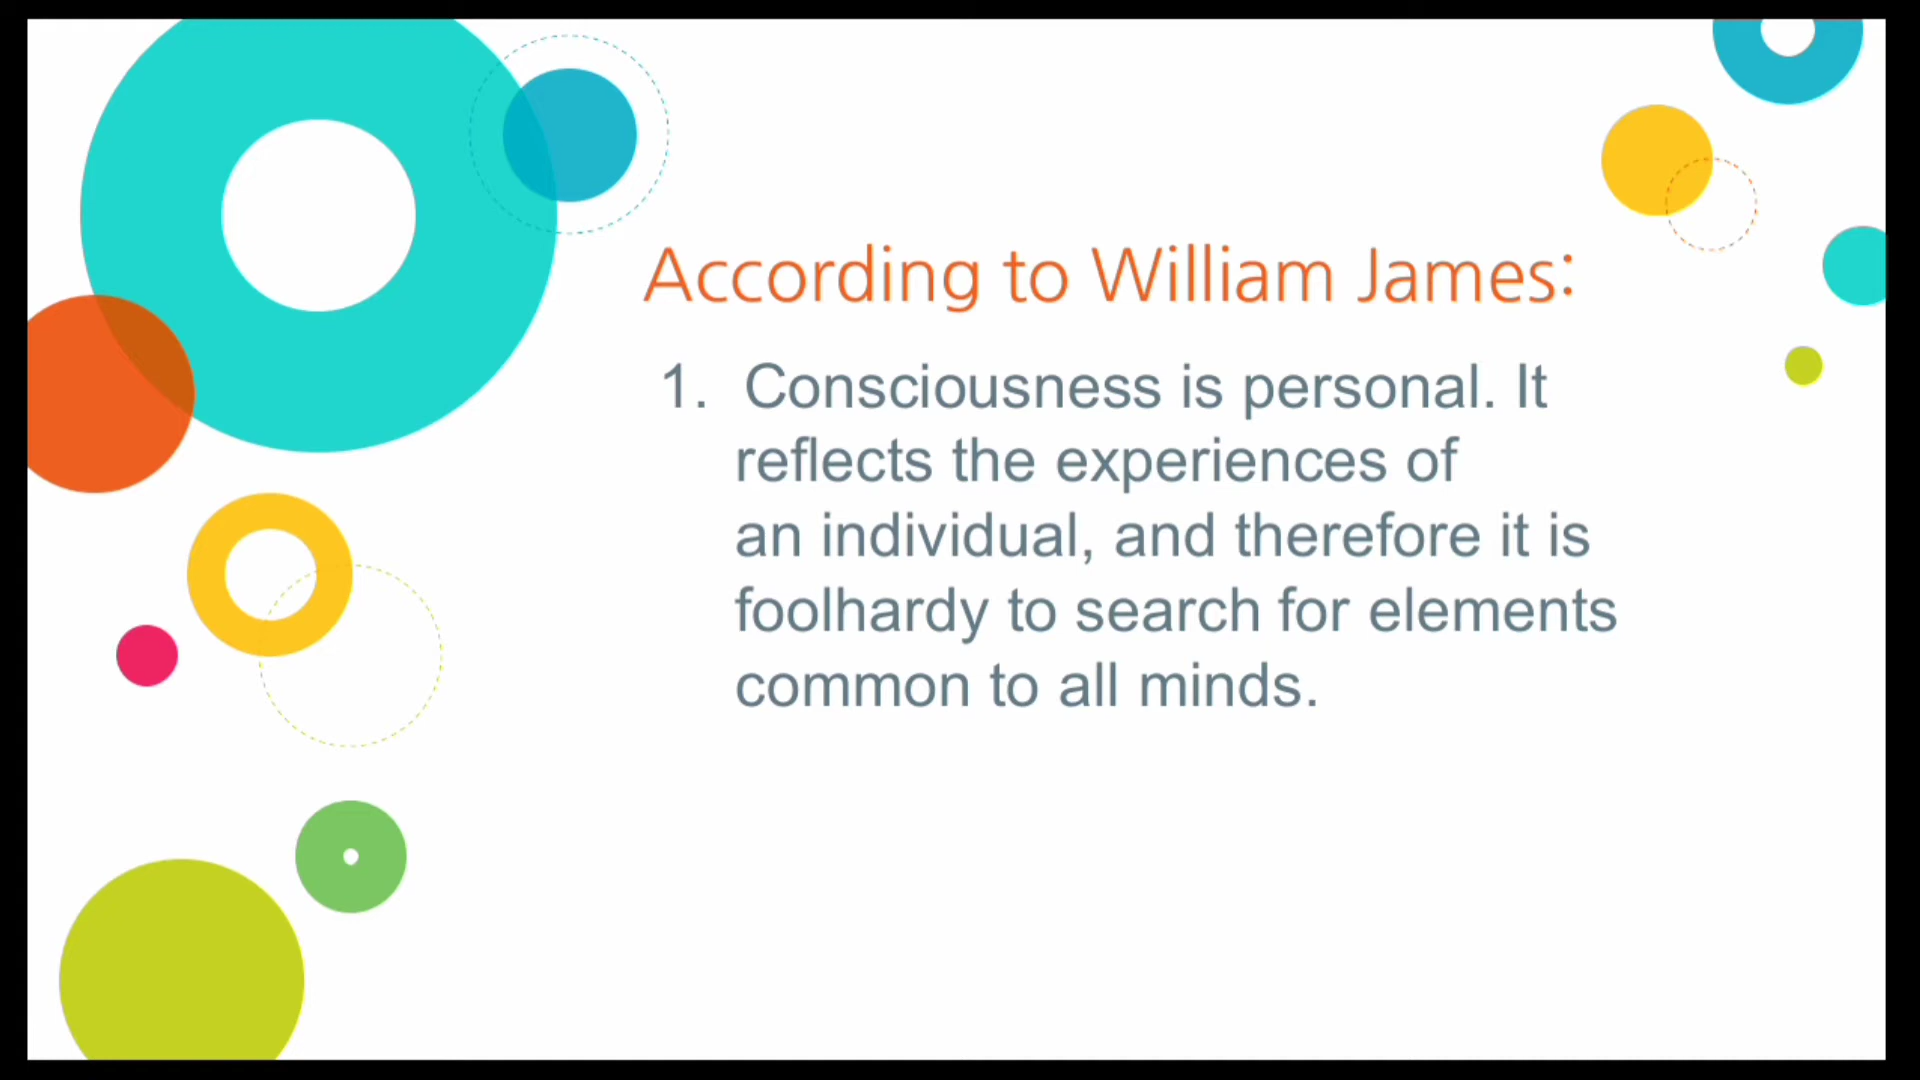 According to William James:
1. Consciousness is personal. It
reflects the experiences of
an individual, and therefore it is
foolhardy to search for elements
common to all minds.